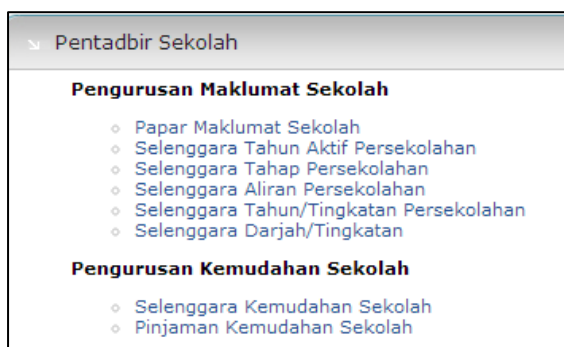 Pentadbir Sekolah
Pengurusan Maklumat Sekolah
Papar Maklumat Sekolah
Selenggara Tahun Aktif Persekolahan
Selenggara Tahap Persekolahan
Selenggara Aliran Persekolahan
Selenggara Tahun/Tingkatan Persekolahan
Selenggara Darjah/Tingkatan
Pengurusan Kemudahan Sekolah
Selenggara Kemudahan Sekolah
Pinjaman Kemudahan Sekolah